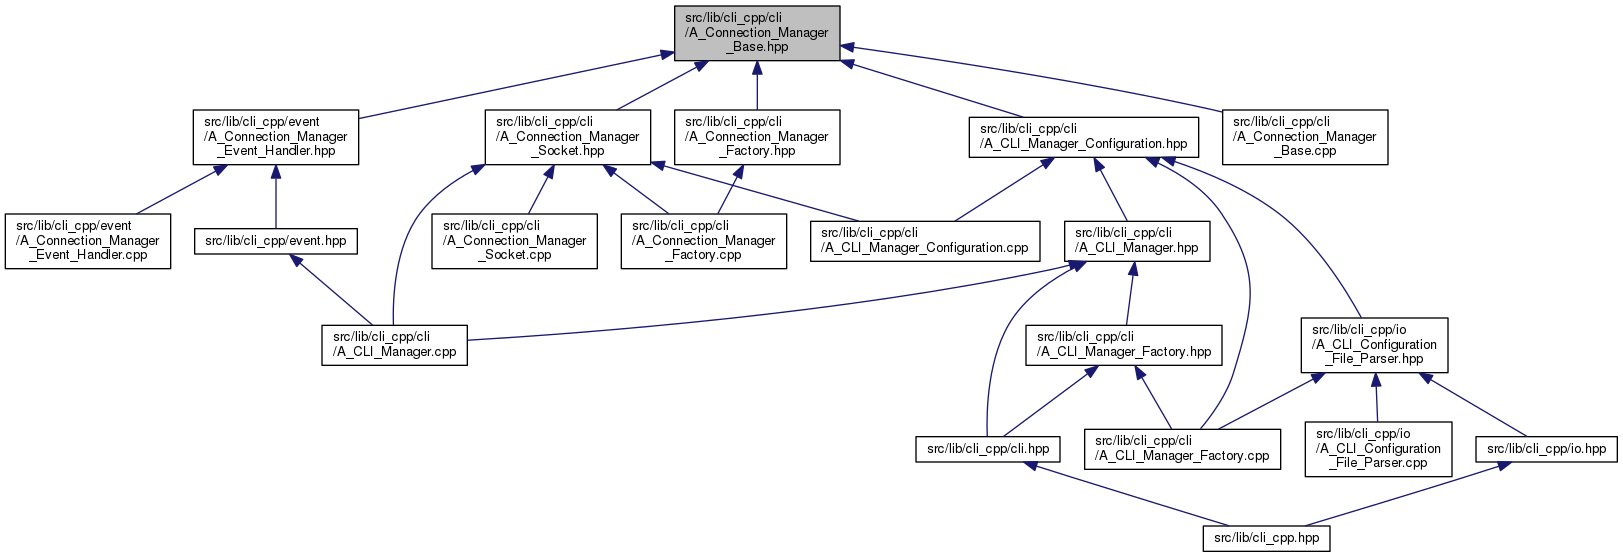 src/lib/cli_cpp/cli
/A_Connection_Manager
_Base.hpp
src/lib/cli_cpp/event
/A_Connection_Manager
_Event_Handler.hpp
src/lib/cli_cpp/cli
/A_Connection_Manager
_Socket.hpp
src/lib/cli_cpp/cli
/A_Connection_Manager
_Factory.hpp
src/lib/cli_cpp/cli
/A_CLI_Manager_Configuration.hpp
src/lib/cli_cpp/cli
/A_Connection_Manager
_Base.cpp
src/lib/cli_cpp/event
/A_Connection_Manager
_Event_Handler.cpp
src/lib/cli_cpp/event.hpp
src/lib/cli_cpp/cli
/A_Connection_Manager
_Socket.cpp
src/lib/cli_cpp/cli
/A_Connection_Manager
_Factory.cpp
src/lib/cli_cpp/cli
/A_CLI_Manager_Configuration.cpp
src/lib/cli_cpp/cli
/A_CLI_Manager.hpp
src/lib/cli_cpp/cli
/A_CLI_Manager.cpp
src/lib/cli_cpp/cli
/A_CLI_Manager_Factory.hpp
src/lib/cli_cpp/io
/A_CLI_Configuration
_File_Parser.hpp
src/lib/cli_cpp/cli.hpp
src/lib/cli_cpp/cli
/A_CLI_Manager_Factory.cpp
src/lib/cli_cpp/io
/A_CLI_Configuration
_File_Parser.cpp
src/lib/cli_cpp/io.hpp
src/lib/cli_cpp.hpp